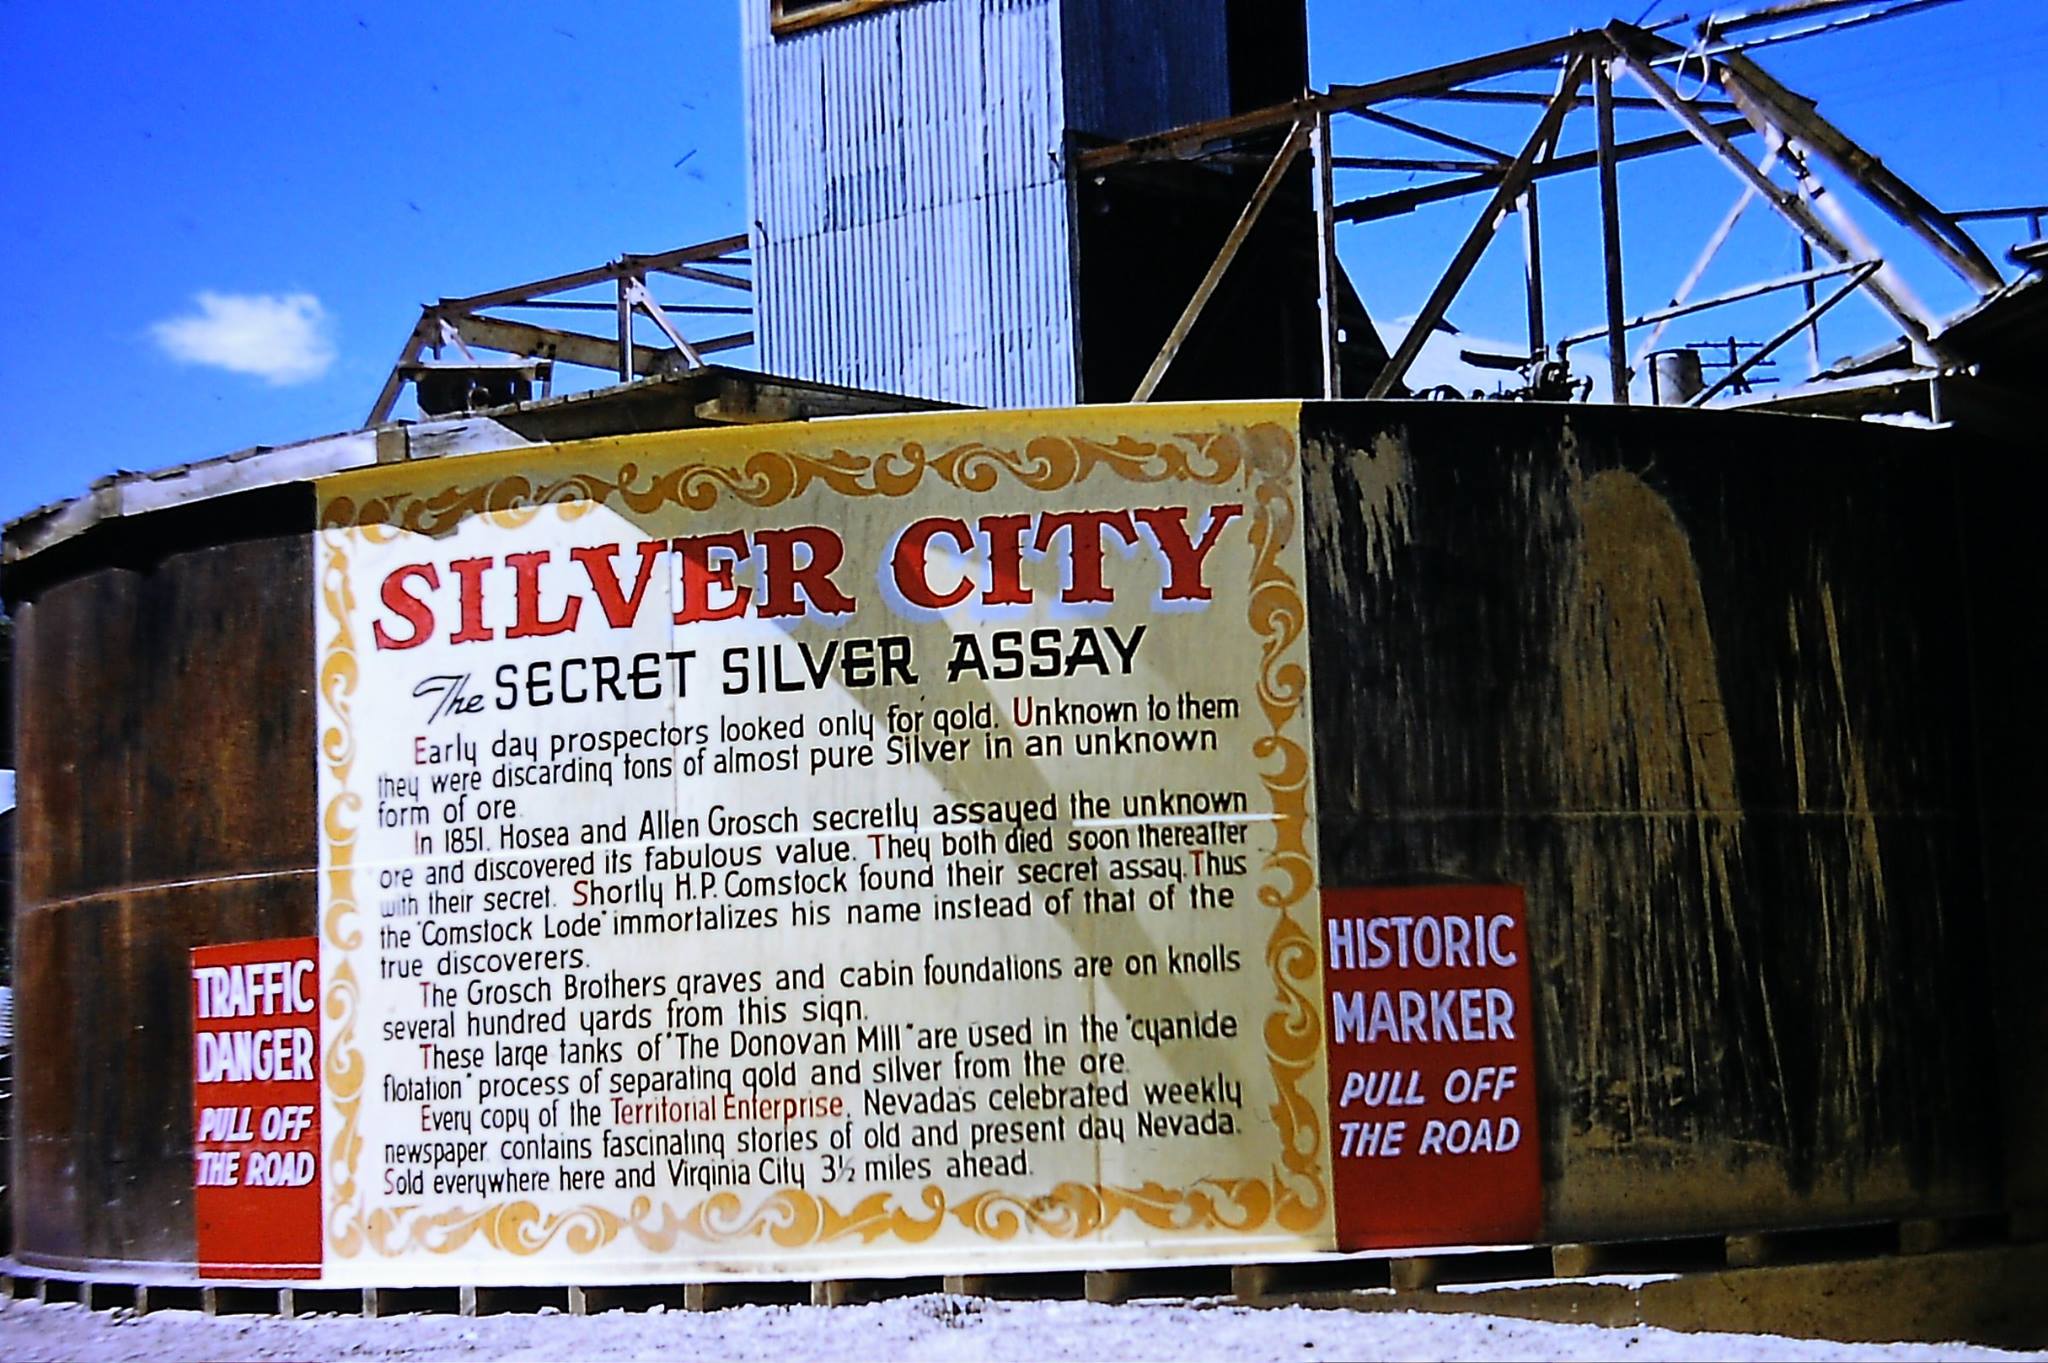 SILVER CITY
The SECRET SILVER ASSAY
Early day prospectors looked only for gold. Unknown to them
they were discarding tons of almost pure Silver in an unknown
form of ore.
In 1851, Hosea and Allen Grosch secretly assayed the unknown
ore and discovered its fabulous value. They both died soon thereafter
with their secret. Shortly H.P. Comstock found their secret assay. Thus
the "Comstock Lode" immortalizes his name instead of that of the
true discoverers.
The Grosch Brothers graves and cabin foundations are on knolls
several hundred yards from this sign.
These large tanks of "The Donovan Mill" are used in the "cyanide
flotation" process of separating gold and silver from the ore.
Every copy of the Territorial Enterprise, Nevada's celebrated weekly
newspaper contains fascinating stories of old and present day Nevada.
Sold everywhere here and Virginia City 3½ miles ahead.
TRAFFIC
DANGER
PULL OFF
THE ROAD
HISTORIC
MARKER
PULL OFF
THE ROAD